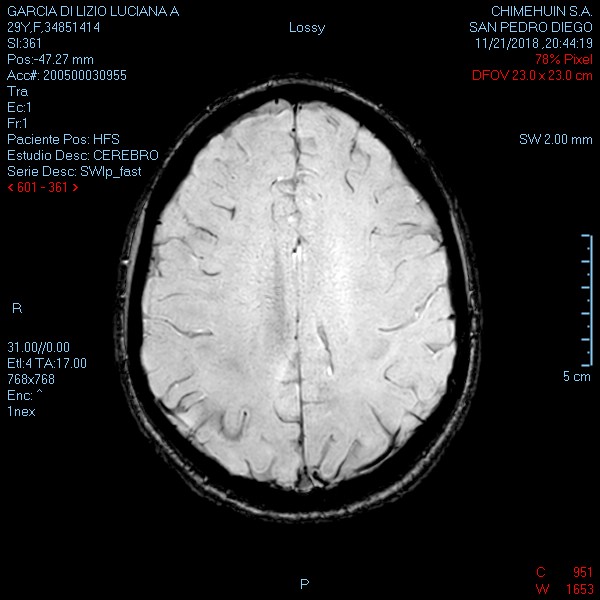 GARCIA DI LIZIO LUCIANA A
29Y,F,34851414
Sl:361
Pos:-47.27 mm
Acc#: 200500030955
Tra
Ec:1
Fr:1
Paciente Pos: HFS
Estudio Desc: CEREBRO
Serie Desc: SWIp_fast
< 601 - 361 >
Lossy
CHIMEHUIN S.A.
SAN PEDRO DIEGO
11/21/2018 ,20:44:19
78% Pixel
DFOV 23.0 x 23.0 cm
SW 2.00 mm
R
31.00//0.00
Etl:4 TA:17.00
768x768
Enc: ^
1nex
5 cm
P
C 951
W 1653